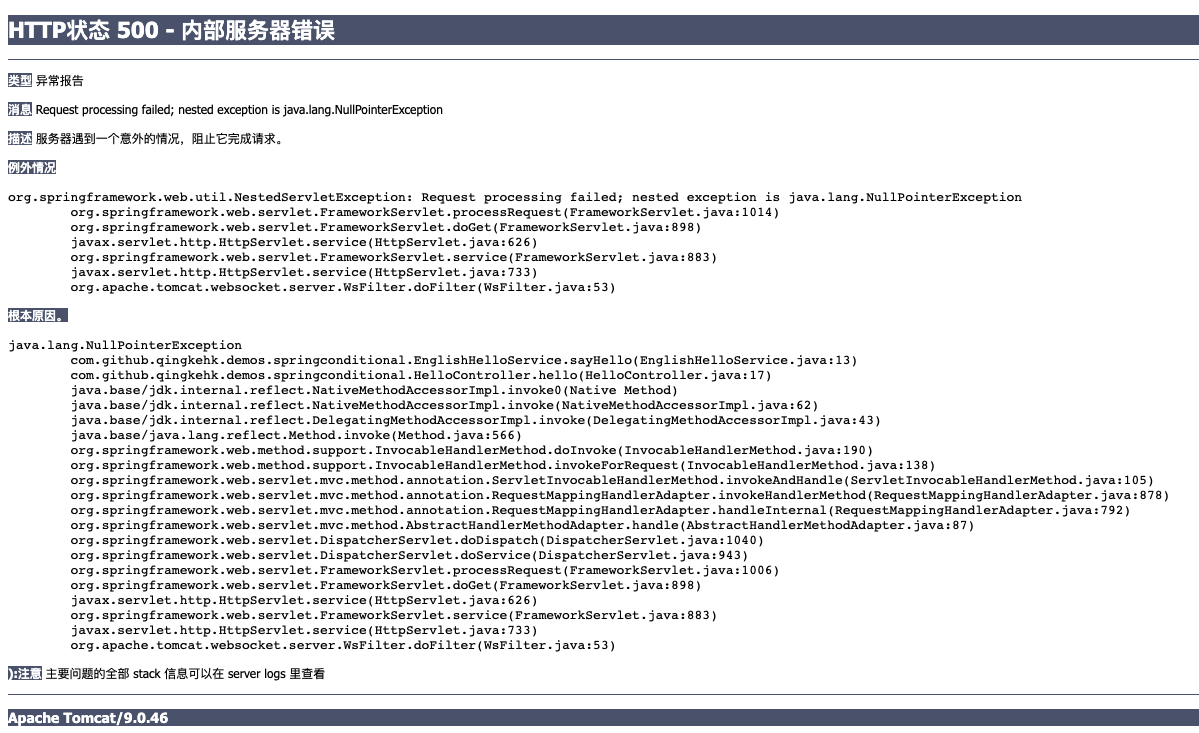 HTTP状态 500 - 内部服务器错误
类型 异常报告
消息 Request processing failed; nested exception is java.lang.NullPointerException
描述 服务器遇到一个意外的情况，阻止它完成请求。
例外情况
org.springframework.web.util.NestedServletException: Request processing failed; nested exception is java.lang.NullPointerException
org.springframework.web.servlet.FrameworkServlet.processRequest(FrameworkServlet.java:1014)
org.springframework.web.servlet.FrameworkServlet.doGet(FrameworkServlet.java:898)
javax.servlet.http.HttpServlet.service(HttpServlet.java:626)
org.springframework.web.servlet.FrameworkServlet.service(FrameworkServlet.java:883)
javax.servlet.http.HttpServlet.service(HttpServlet.java:733)
org.apache.tomcat.websocket.server.WsFilter.doFilter(WsFilter.java:53)
根本原因。
java.lang.NullPointerException
com.github.qingkehk.demos.springconditional.EnglishHelloService.sayHello(EnglishHelloService.java:13)
com.github.qingkehk.demos.springconditional.HelloController.hello(HelloController.java:17)
java.base/jdk.internal.reflect.NativeMethodAccessorImpl.invoke0(Native Method)
java.base/jdk.internal.reflect.NativeMethodAccessorImpl.invoke(NativeMethodAccessorImpl.java:62)
java.base/jdk.internal.reflect.DelegatingMethodAccessorImpl.invoke(DelegatingMethodAccessorImpl.java:43)
java.base/java.lang.reflect.Method.invoke(Method.java:566)
org.springframework.web.method.support.InvocableHandlerMethod.doInvoke(InvocableHandlerMethod.java:190)
org.springframework.web.method.support.InvocableHandlerMethod.invokeForRequest(InvocableHandlerMethod.java:138)
org.springframework.web.servlet.mvc.method.annotation.ServletInvocableHandlerMethod.invokeAndHandle(ServletInvocableHandlerMethod.java:105)
org.springframework.web.servlet.mvc.method.annotation.RequestMappingHandlerAdapter.invokeHandlerMethod(RequestMappingHandlerAdapter.java:878)
org.springframework.web.servlet.mvc.method.annotation.RequestMappingHandlerAdapter.handleInternal(RequestMappingHandlerAdapter.java:792)
org.springframework.web.servlet.mvc.method.AbstractHandlerMethodAdapter.handle(AbstractHandlerMethodAdapter.java:87)
org.springframework.web.servlet.DispatcherServlet.doDispatch(DispatcherServlet.java:1040)
org.springframework.web.servlet.DispatcherServlet.doService(DispatcherServlet.java:943)
org.springframework.web.servlet.FrameworkServlet.processRequest(FrameworkServlet.java:1006)
org.springframework.web.servlet.FrameworkServlet.doGet(FrameworkServlet.java:898)
javax.servlet.http.HttpServlet.service(HttpServlet.java:626)
org.springframework.web.servlet.FrameworkServlet.service(FrameworkServlet.java:883)
javax.servlet.http.HttpServlet.service(HttpServlet.java:733)
org.apache.tomcat.websocket.server.WsFilter.doFilter(WsFilter.java:53)
):注意 主要问题的全部 stack 信息可以在 server logs 里查看
Apache Tomcat/9.0.46